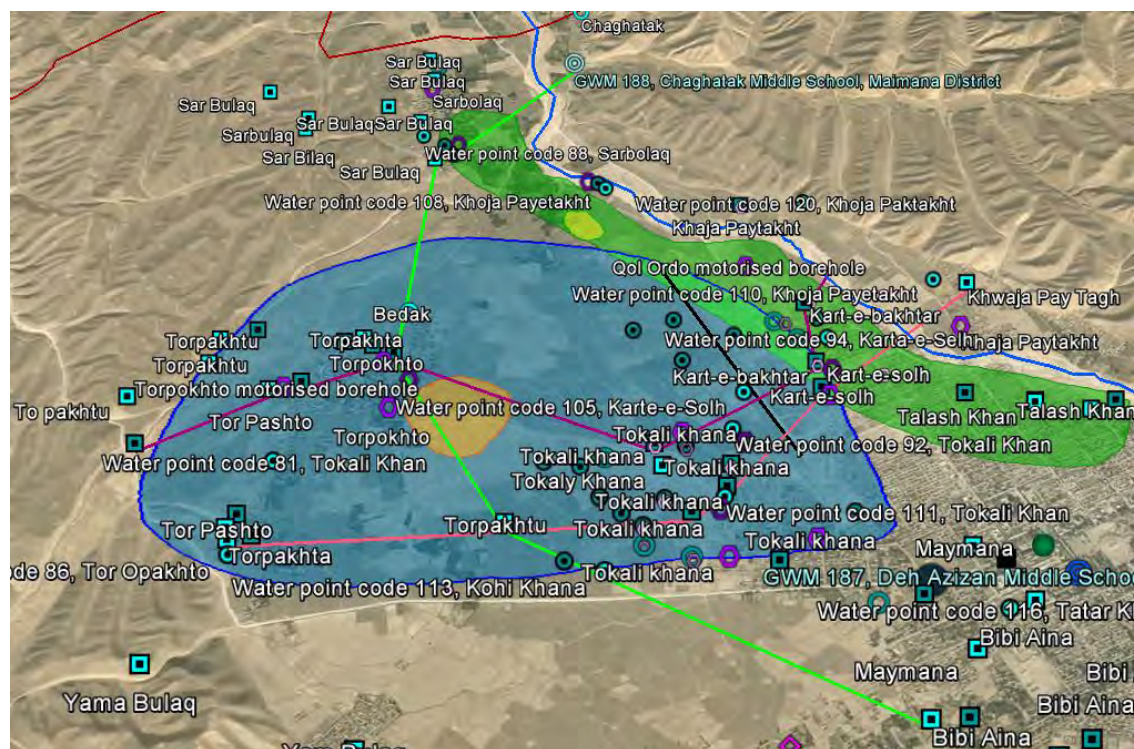 Chaghatak
Sar Bulaq
GWM 188, Chaghatak Middle School, Maimana District
Sar Bulaq
Sar Bulaq
Sarbolaq
Sar Bulaq
Sar Bulaq
Sarbulaq
Sar Bilaq
Water point code 88, Sarbolaq
Sar Bulaq
Water point code 108, Khoja Payetakht
Water point code 120, Khoja Paktakht
Khaja Paytakht
Qol Ordo motorised borehole
Water point code 110, Khoja Payetakht
Khwaja Pay Tagh
Bedak
Kart-e-bakhtar
Torpakhtu
Torpakhta
Water point code 94, Karta-e-Selh
Khaja Paytakht
Torpakhtu
Torpokhto
Kart-e-bakhtar
Kart-e-solh
Torpokhto motorised borehole
Kart-e-solh
To pakhtu
Tor Pashto
Water point code 105, Karte-e-Solh
Talash Khan
Talash Khan
Torpokhto
Tokali khana
Water point code 92, Tokali Khan
Water point code 81, Tokali Khan
Tokali khana
Tokali khana
Tokaly Khana
Tokali khana
Water point code 111, Tokali Khan
Torpakhtu
Tokali khana
Tor Pashto
Tokali khana
Torpakhta
Maymana
de 86, Tor Opakhto
Tokali khana
GWM 187, Deh Azizan Middle Schoo
Water point code 113, Kohi Khana
Water point code 116, Tatar K
Bibi Aina
Maymana
Bibi
Yama Bulaq
Bibi Aina
Bibi Aina